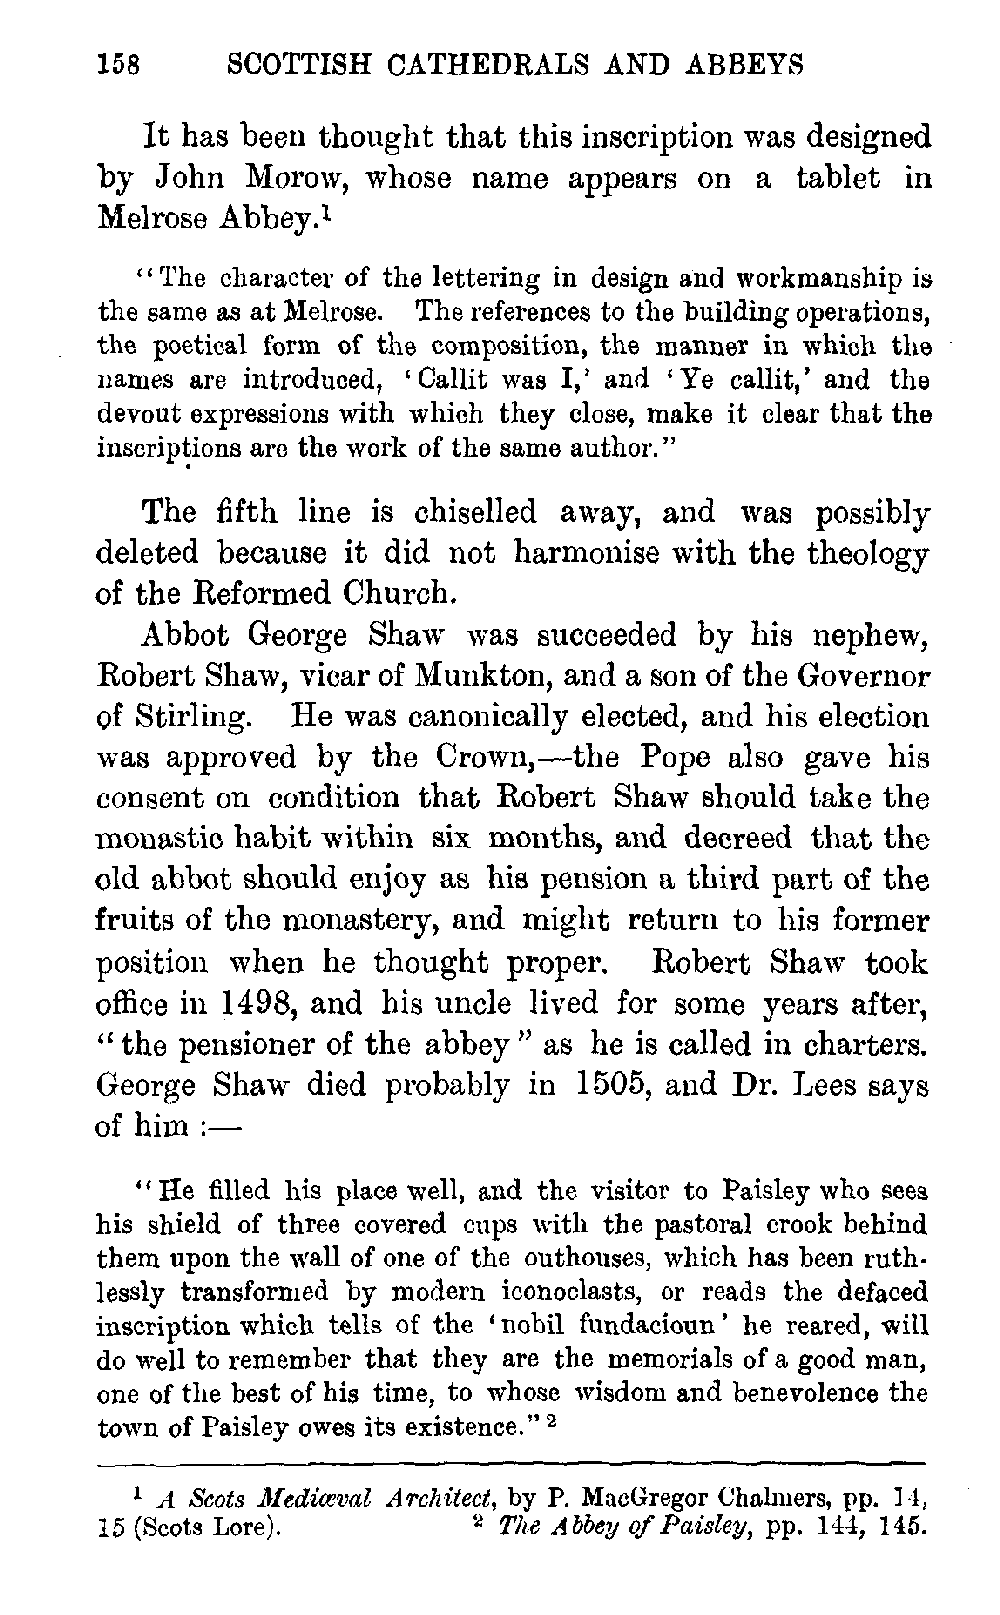 158 SCOTTISH CATHEDRALS AND ABBEYS
It has been thought that this inscription was designed
by John Morow, whose name appears on a tablet in
Melrose Abbey.¹
"The character of the lettering in design and workmanship is
the same as at Melrose. The references to the building operations,
the poetical form of the composition, the manner in which the
names are introduced, 'Callit was I,' and 'Ye callit,' and the
devout expressions with which they close, make it clear that the
inscriptions are the work of the same author."
The fifth line is chiselled away, and was possibly
deleted because it did not harmonise with the theology
of the Reformed Church.
Abbot George Shaw was succeeded by his nephew,
Robert Shaw, vicar of Munkton, and a son of the Governor
of Stirling. He was canonically elected, and his election
was approved by the Crown,—the Pope also gave his
consent on condition that Robert Shaw should take the
monastic habit within six months, and decreed that the
old abbot should enjoy as his pension a third part of the
fruits of the monastery, and might return to his former
position when he thought proper. Robert Shaw took
office in 1498, and his uncle lived for some years after,
"the pensioner of the abbey" as he is called in charters.
George Shaw died probably in 1505, and Dr. Lees says
of him :—
"He filled his place well, and the visitor to Paisley who sees
his shield of three covered cups with the pastoral crook behind
them upon the wall of one of the outhouses, which has been ruth-
lessly transformed by modern iconoclasts, or reads the defaced
inscription which tells of the 'nobil fundacioun' he reared, will
do well to remember that they are the memorials of a good man,
one of the best of his time, to whose wisdom and benevolence the
town of Paisley owes its existence." ²
¹ A Scots Mediæval Architect, by P. MacGregor Chalmers, pp. 14,
15 (Scots Lore). ² The Abbey of Paisley, pp. 144, 145.